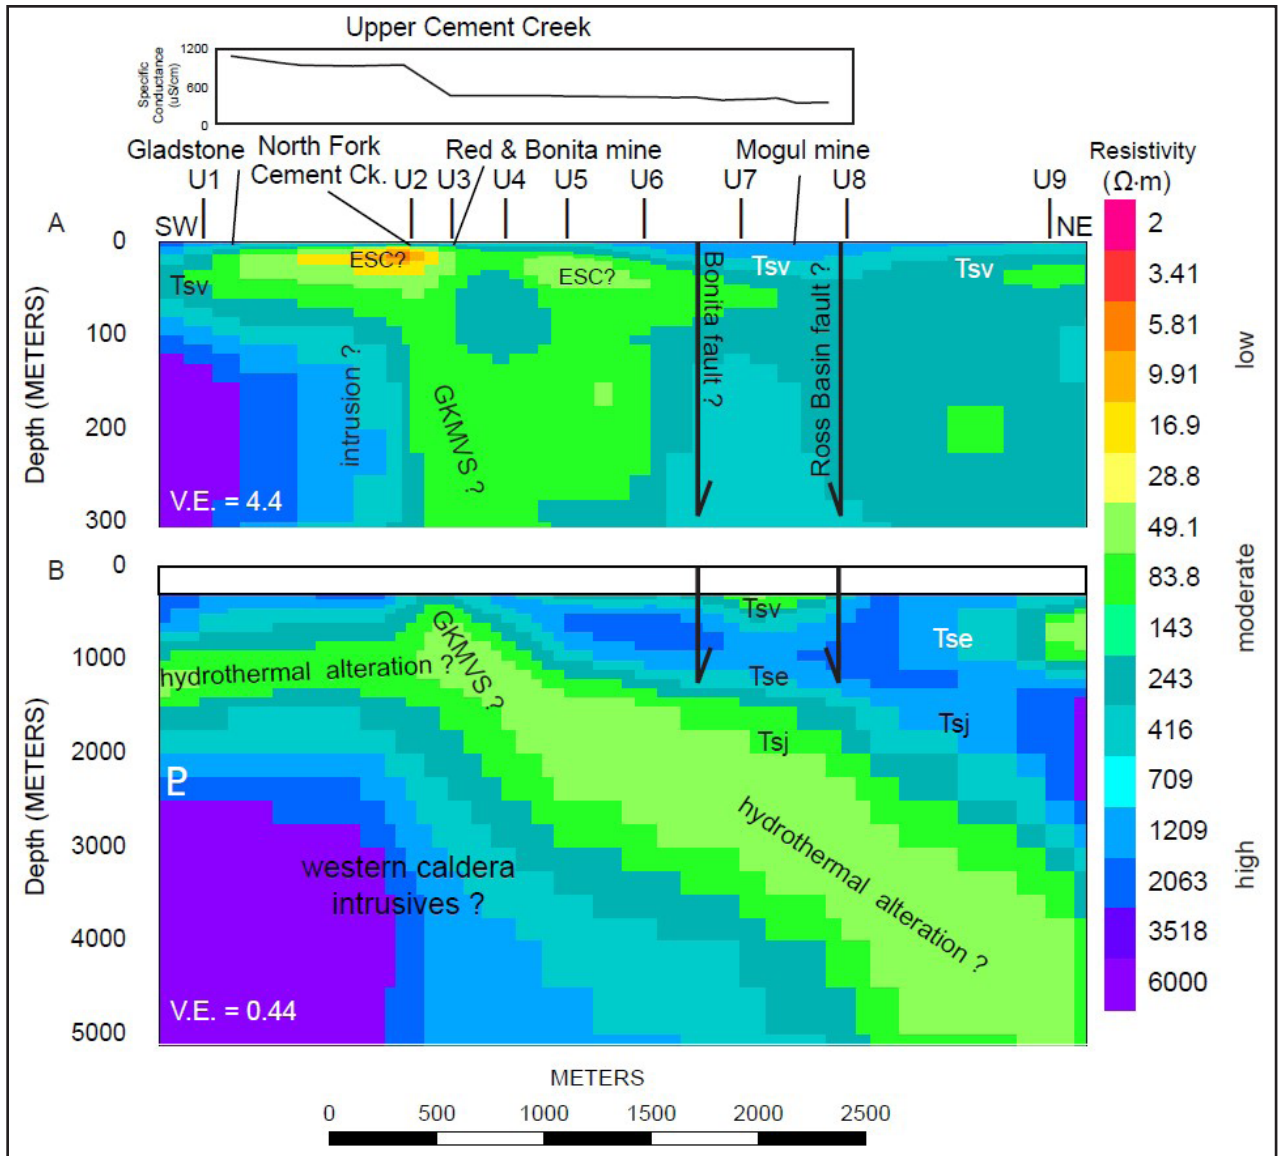 Upper Cement Creek
Specific
Conductance
(uS/cm)
1200
600
0
Gladstone
North Fork
Cement Ck.
Red & Bonita mine
Mogul mine
U1 U2 U3 U4 U5 U6 U7 U8 U9
A
SW
NE
Depth (METERS)
0
100
200
300
Tsv
ESC?
ESC?
Tsv
Tsv
intrusion ?
GKMVS ?
Bonita fault ?
Ross Basin fault ?
V.E. = 4.4
Resistivity
(Ω·m)
2
3.41
5.81
9.91
16.9
28.8
49.1
83.8
143
243
416
709
1209
2063
3518
6000
low
moderate
high
B
Depth (METERS)
0
1000
2000
3000
4000
5000
Tsv
Tse
Tse
Tsj
Tsj
hydrothermal alteration ?
GKMVS ?
hydrothermal alteration ?
western caldera
intrusives ?
V.E. = 0.44
METERS
0 500 1000 1500 2000 2500